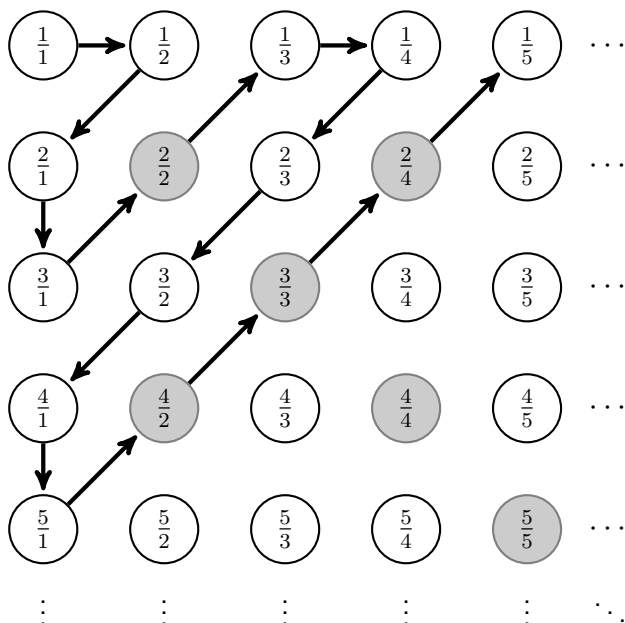 1/1 1/2 1/3 1/4 1/5 ⋯
2/1 2/2 2/3 2/4 2/5 ⋯
3/1 3/2 3/3 3/4 3/5 ⋯
4/1 4/2 4/3 4/4 4/5 ⋯
5/1 5/2 5/3 5/4 5/5 ⋯
⋮ ⋮ ⋮ ⋮ ⋮ ⋱